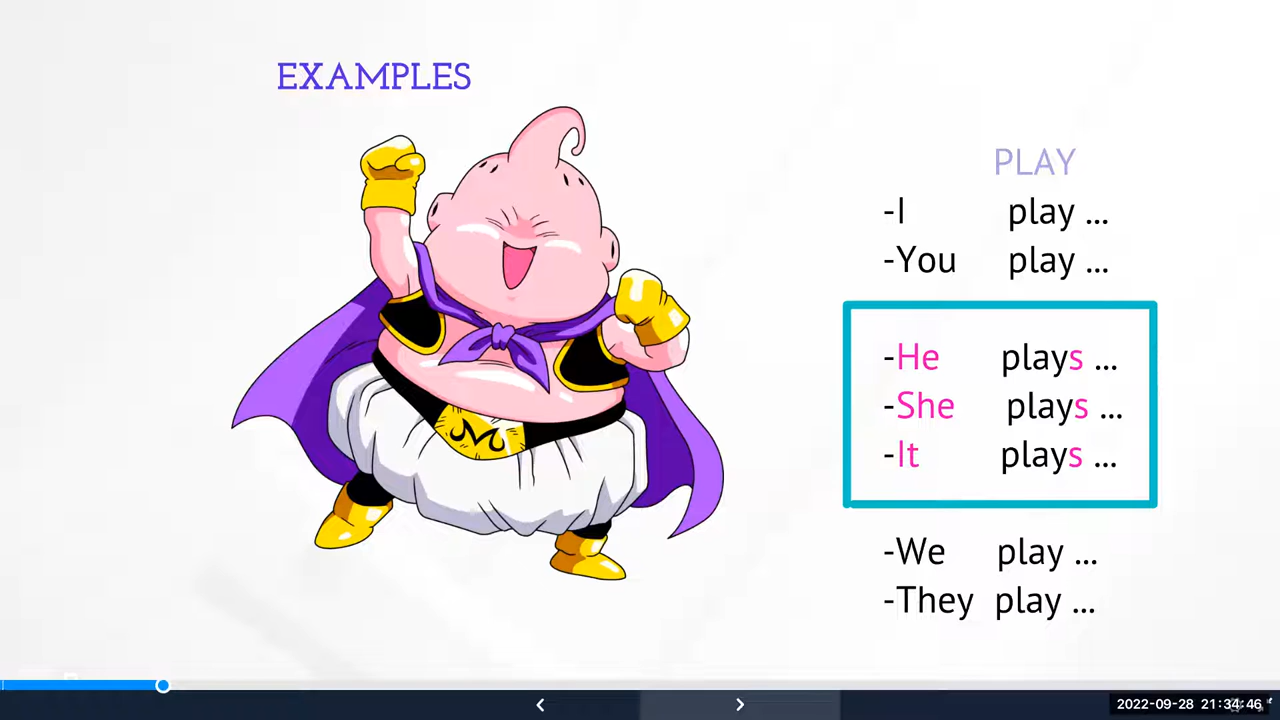 EXAMPLES
PLAY
-I play ...
-You play ...
-He plays ...
-She plays ...
-It plays ...
-We play ...
-They play ...
2022-09-28 21:34:46